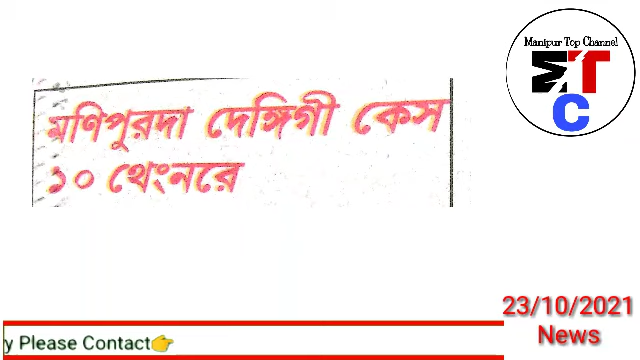 Manipur Top Channel
MTC
মণিপুরদা দেঙ্গিগী কেস
১০ থেংনরে
23/10/2021
News
y Please Contact👉